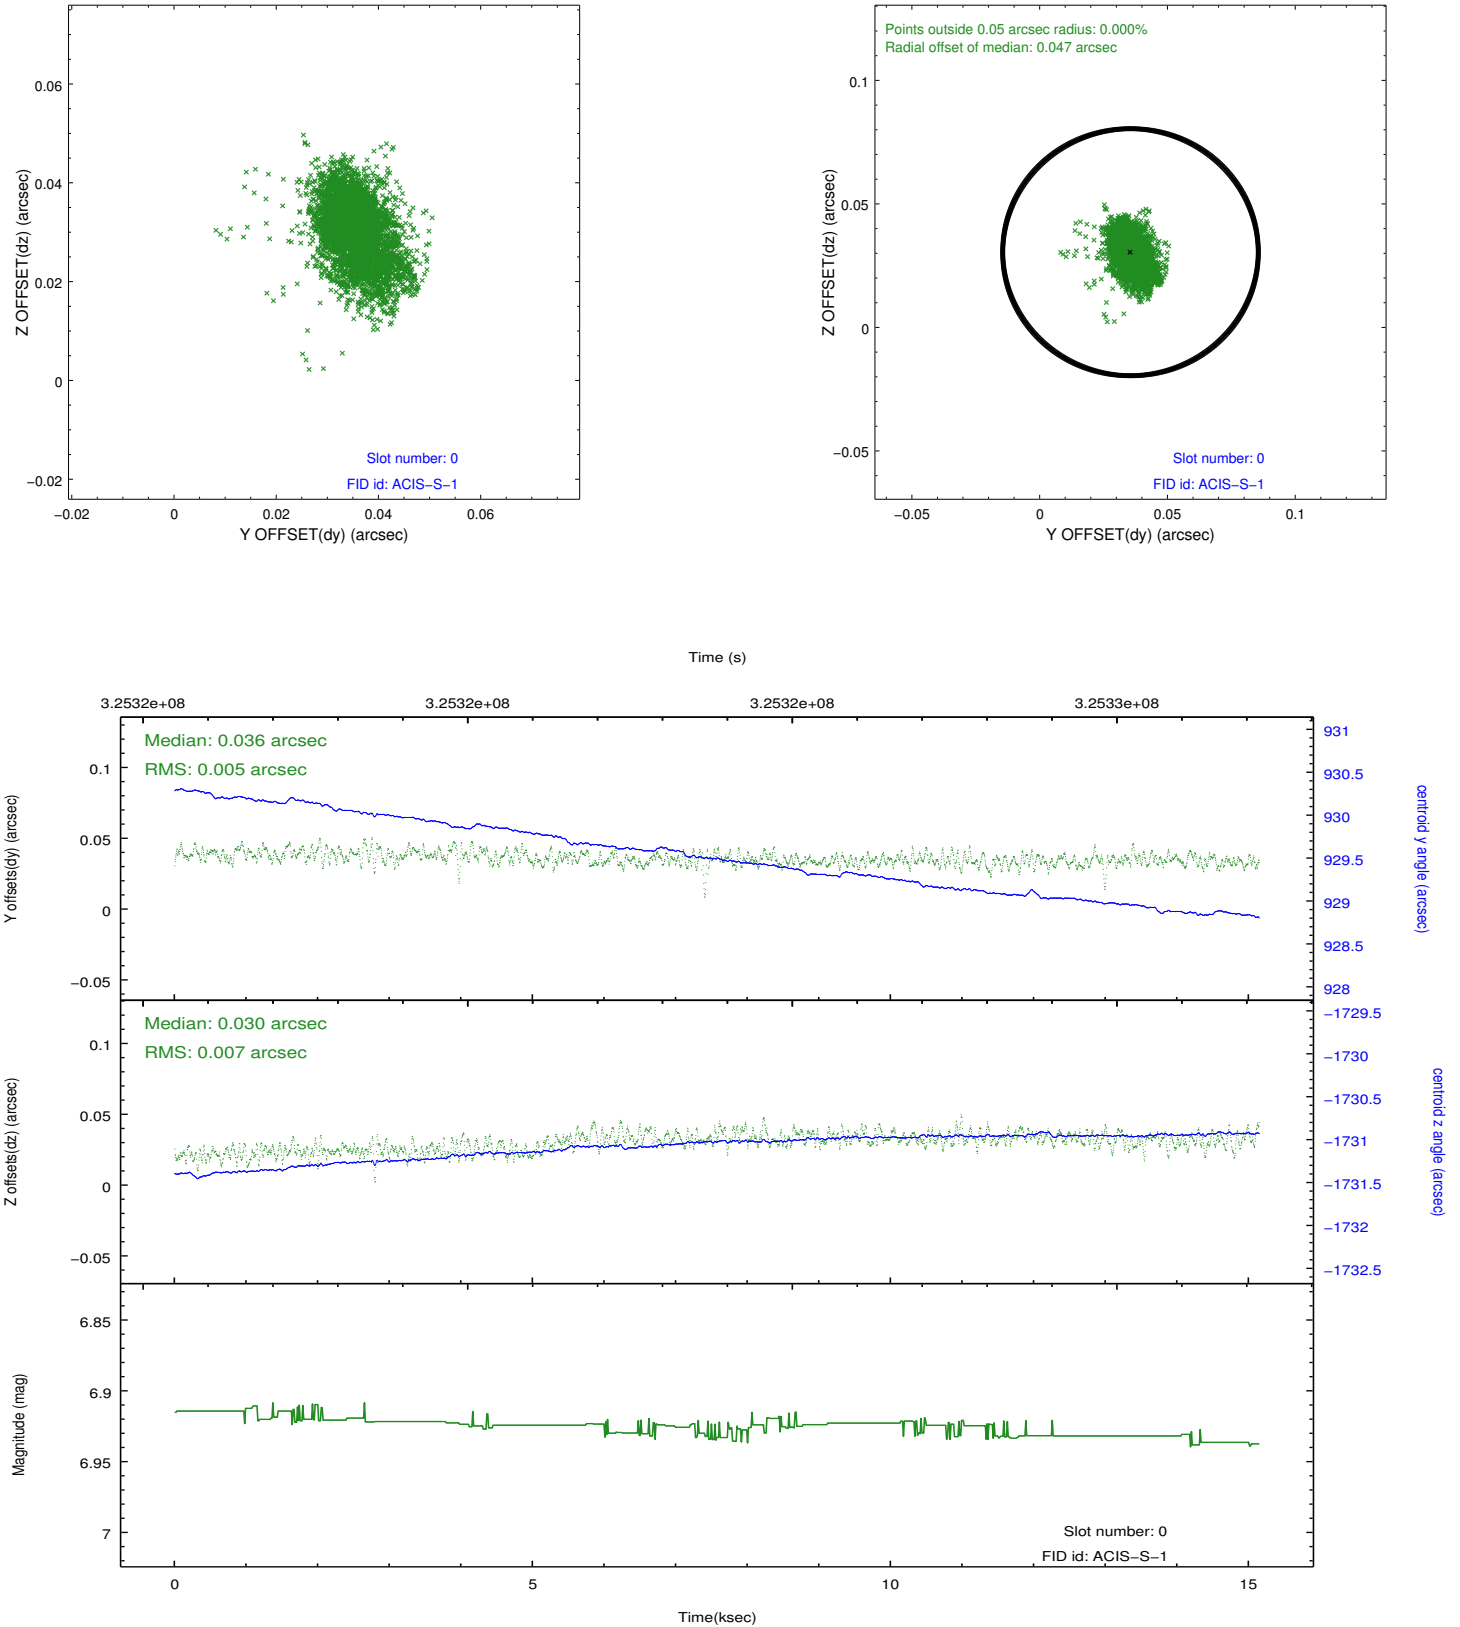 0.06
0.04
0.02
0
−0.02
Z OFFSET(dz) (arcsec)
−0.02 0 0.02 0.04 0.06
Y OFFSET(dy) (arcsec)
Slot number: 0
FID id: ACIS−S−1
Points outside 0.05 arcsec radius: 0.000%
Radial offset of median: 0.047 arcsec
0.1
0.05
0
−0.05
Z OFFSET(dz) (arcsec)
−0.05 0 0.05 0.1
Y OFFSET(dy) (arcsec)
Slot number: 0
FID id: ACIS−S−1
Time (s)
3.2532e+08 3.2532e+08 3.2532e+08 3.2533e+08
Median: 0.036 arcsec
RMS: 0.005 arcsec
0.1
0.05
0
−0.05
Y offsets(dy) (arcsec)
931
930.5
930
929.5
929
928.5
928
centroid y angle (arcsec)
Median: 0.030 arcsec
RMS: 0.007 arcsec
0.1
0.05
0
−0.05
Z offsets(dz) (arcsec)
−1729.5
−1730
−1730.5
−1731
−1731.5
−1732
−1732.5
centroid z angle (arcsec)
6.85
6.9
6.95
7
Magnitude (mag)
Slot number: 0
FID id: ACIS−S−1
0 5 10 15
Time(ksec)